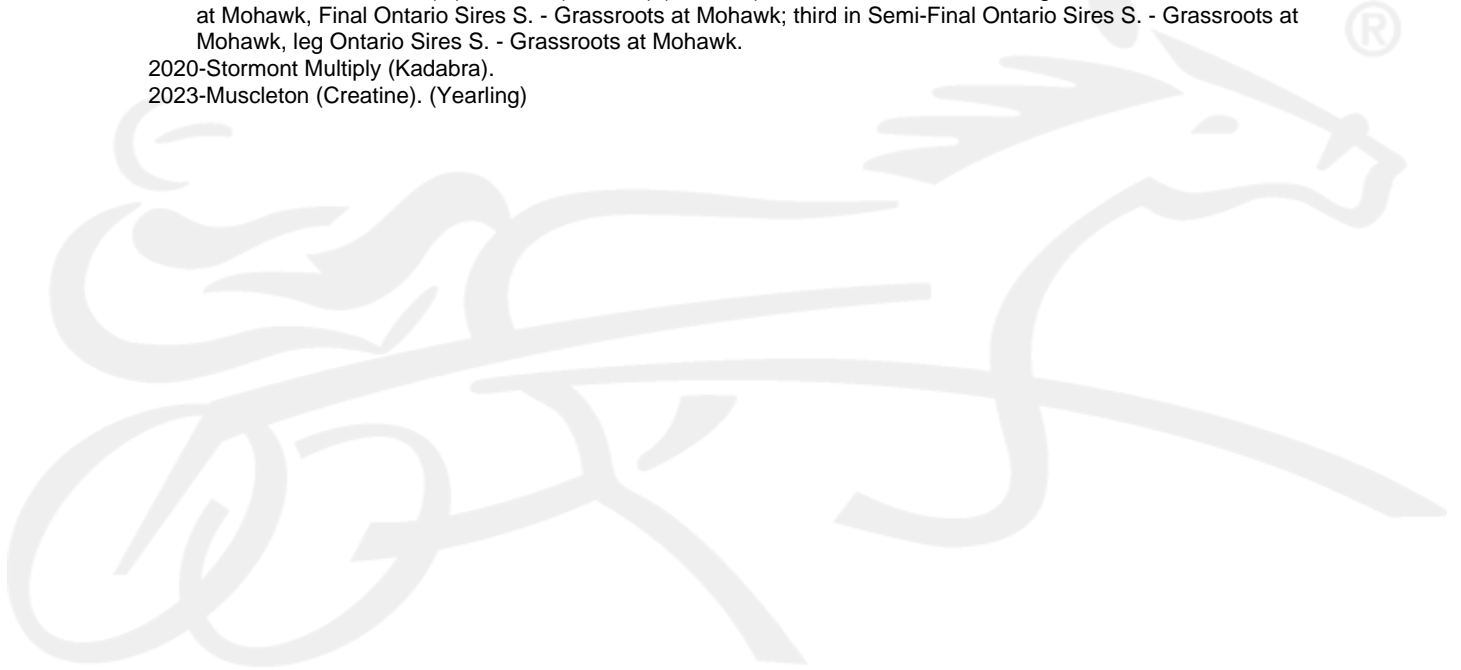 at Mohawk, Final Ontario Sires S. - Grassroots at Mohawk; third in Semi-Final Ontario Sires S. - Grassroots at
Mohawk, leg Ontario Sires S. - Grassroots at Mohawk.
2020-Stormont Multiply (Kadabra).
2023-Muscleton (Creatine). (Yearling)
®